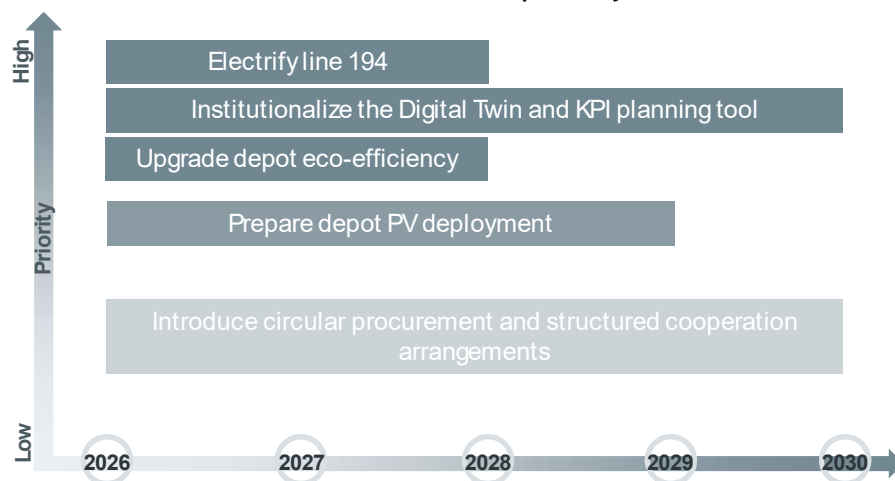 High
Electrify line 194
Institutionalize the Digital Twin and KPI planning tool
Upgrade depot eco-efficiency
Priority
Prepare depot PV deployment
Introduce circular procurement and structured cooperation
arrangements
Low
2026 2027 2028 2029 2030